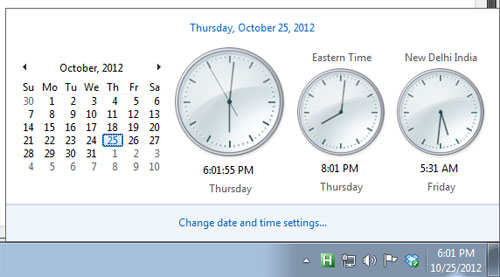 Thursday, October 25, 2012
October, 2012
Su Mo Tu We Th Fr Sa
30 1 2 3 4 5 6
7 8 9 10 11 12 13
14 15 16 17 18 19 20
21 22 23 24 25 26 27
28 29 30 31 1 2 3
4 5 6 7 8 9 10
6:01:55 PM
Thursday
Eastern Time
8:01 PM
Thursday
New Delhi India
5:31 AM
Friday
Change date and time settings...
H
6:01 PM
10/25/2012